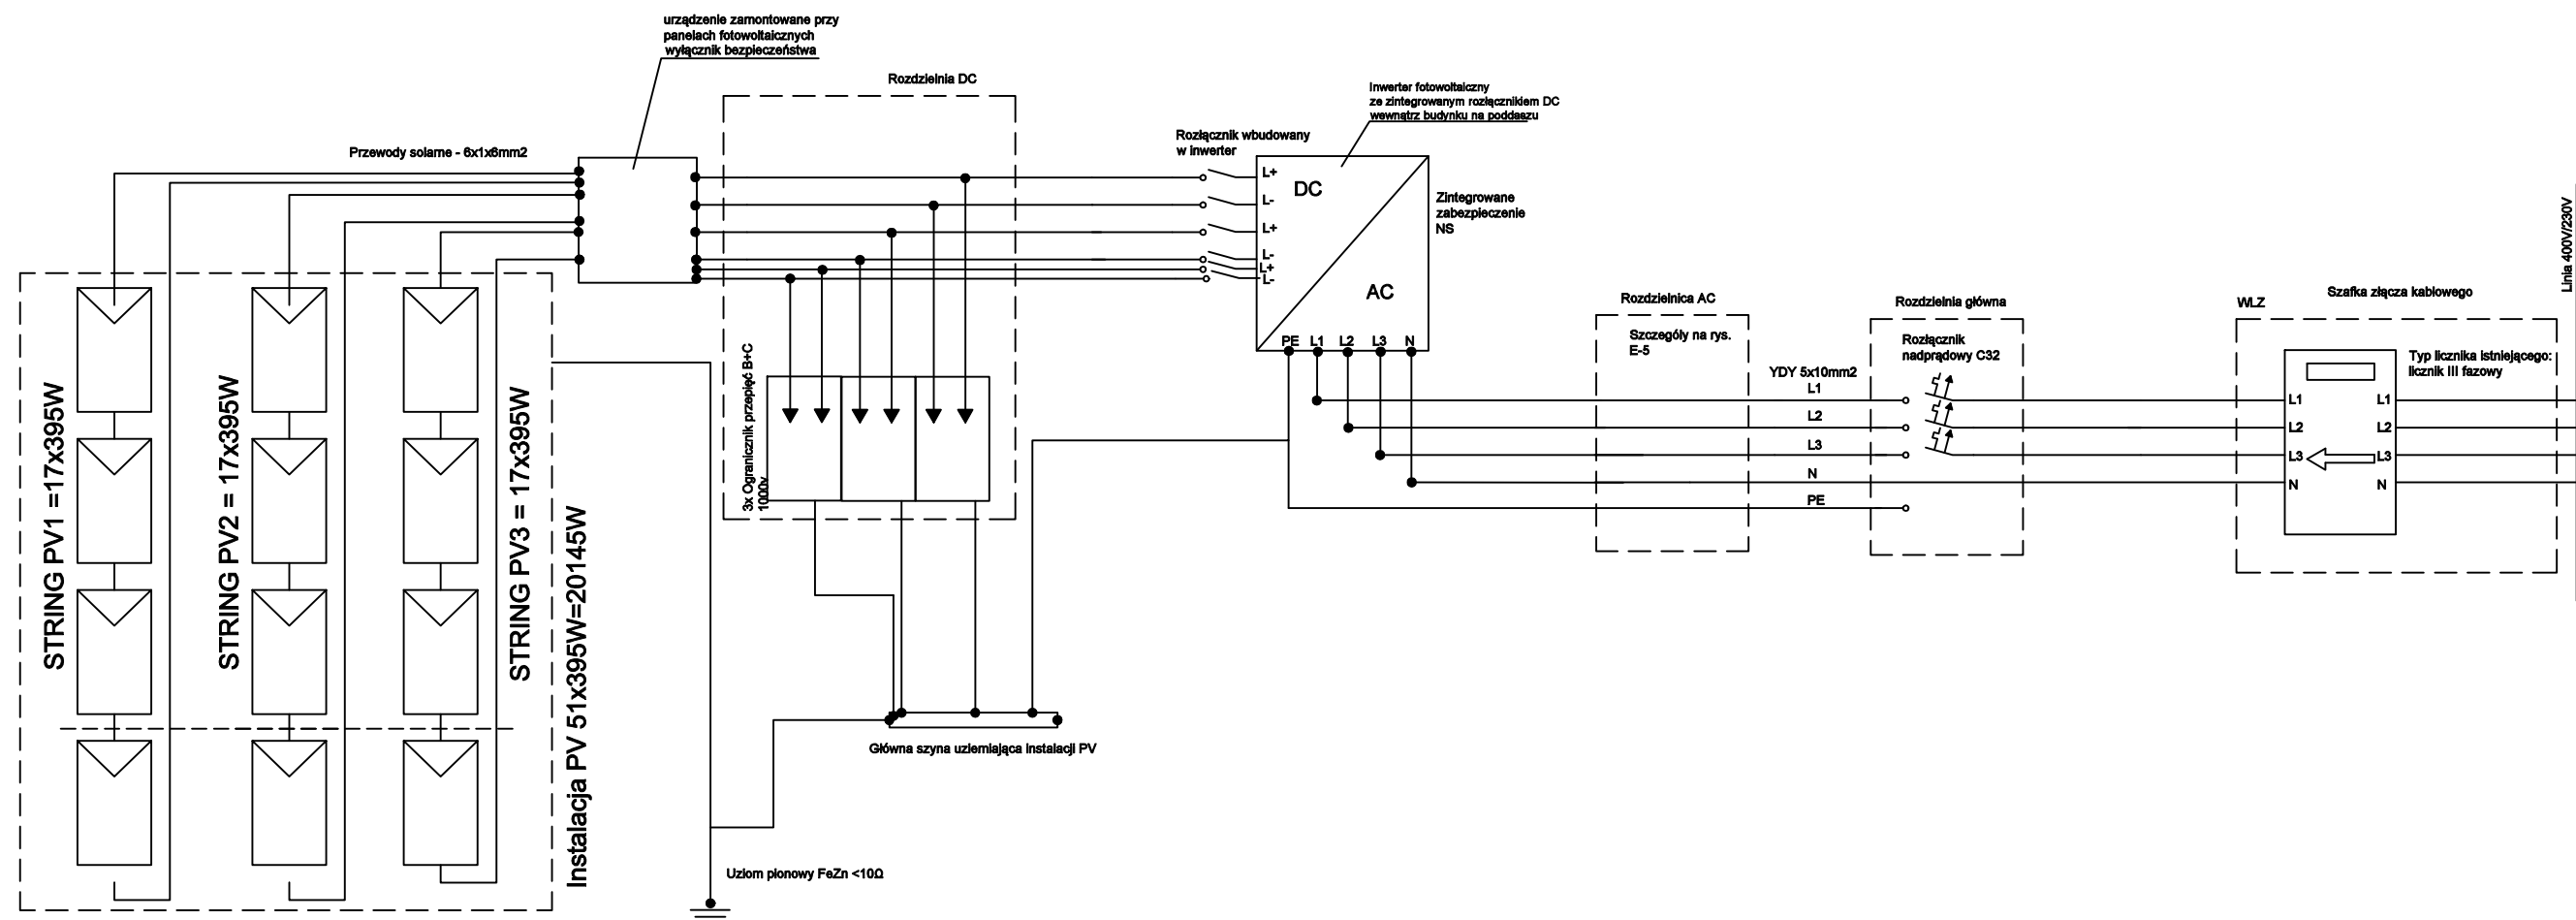 urządzenie zamontowane przy
panelach fotowoltaicznych
wyłącznik bezpieczeństwa
Rozdzielnia DC
Inwerter fotowoltaiczny
ze zintegrowanym rozłącznikiem DC
wewnątrz budynku na poddaszu
Przewody solarne - 6x1x6mm2
Rozłącznik wbudowany
w inwerter
L+
L-
L+
L-
L+
L-
DC
AC
Zintegrowane
zabezpieczenie
NS
PE L1 L2 L3 N
Rozdzielnica AC
Szczegóły na rys.
E-5
YDY 5x10mm2
L1
L2
L3
N
PE
Rozdzielnia główna
Rozłącznik
nadprądowy C32
WLZ
Szafka złącza kablowego
Linia 400V/230V
Typ licznika istniejącego:
licznik III fazowy
L1 L1
L2 L2
L3 L3
N N
STRING PV1 =17x395W
STRING PV2 = 17x395W
STRING PV3 = 17x395W
Instalacja PV 51x395W=20145W
3x Ogranicznik przepięć B+C
1000v
Główna szyna uziemiająca instalacji PV
Uziom pionowy FeZn <10Ω